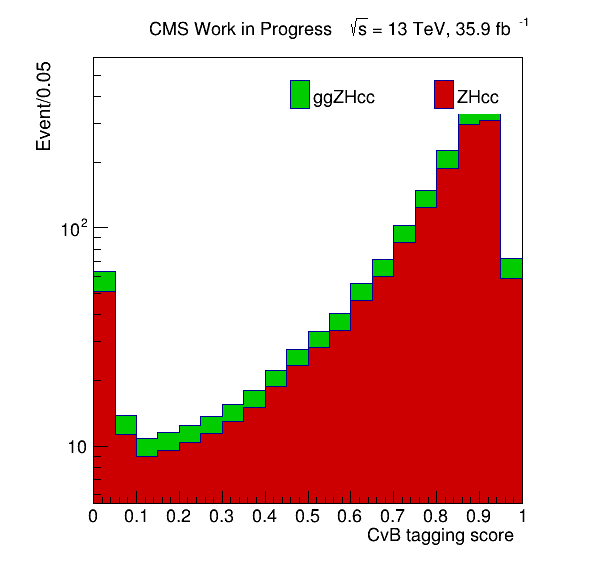 CMS Work in Progress √s = 13 TeV, 35.9 fb⁻¹
Event/0.05
ggZHcc ZHcc
10²
10
0 0.1 0.2 0.3 0.4 0.5 0.6 0.7 0.8 0.9 1
CvB tagging score